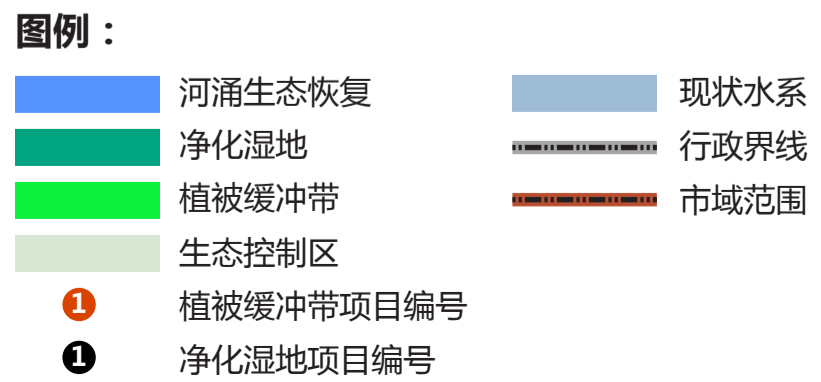 图例：
河涌生态恢复
净化湿地
植被缓冲带
生态控制区
❶ 植被缓冲带项目编号
❶ 净化湿地项目编号
现状水系
行政界线
市域范围